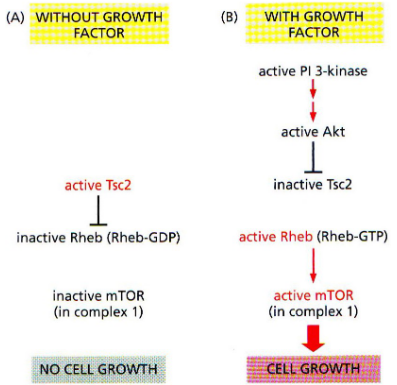 (A) WITHOUT GROWTH
FACTOR
active Tsc2
inactive Rheb (Rheb-GDP)
inactive mTOR
(in complex 1)
NO CELL GROWTH
(B) WITH GROWTH
FACTOR
active PI 3-kinase
active Akt
inactive Tsc2
active Rheb (Rheb-GTP)
active mTOR
(in complex 1)
CELL GROWTH